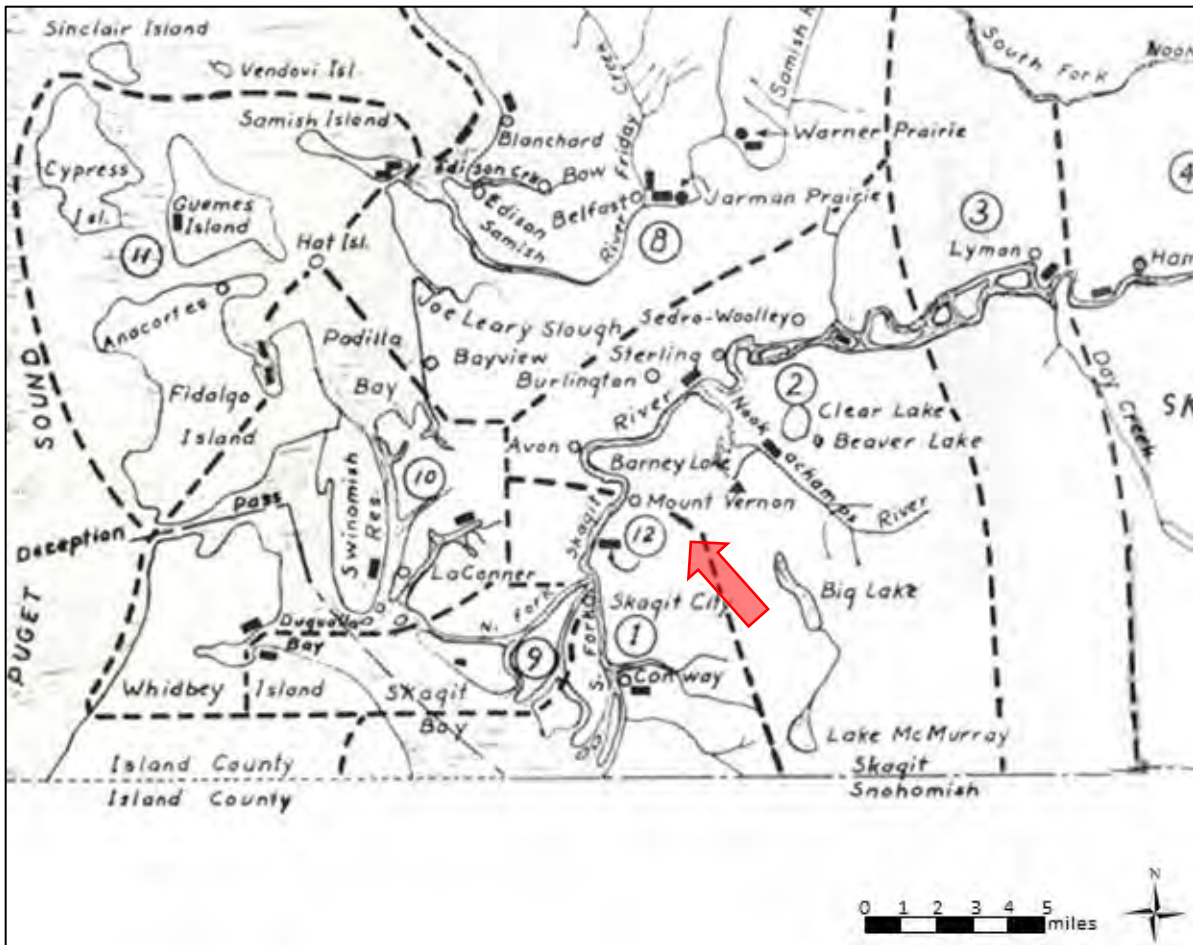 Sinclair Island
Vendovi Isl.
Samish Island
Cypress
Isl.
Guemes
Island
11
Hat Isl.
Anacortes
Fidalgo
Island
Padilla
Bay
PUGET SOUND
Deception Pass
Swinomish
Res.
10
LaConner
Duqualla
Bay
Whidbey Island
Skagit
Bay
Island County
Island County
Blanchard
Edison Crk.
Bow
Edison
Samish
River
Friday Creek
Samish R
Belfast
Warner Prairie
Jarman Prairie
8
Joe Leary Slough
Bayview
Sedro-Woolley
Sterling
Burlington
River
Avon
Skagit
Nookachamps River
2
Clear Lake
Beaver Lake
Barney Lake
Mount Vernon
12
Big Lake
N. Fork
S. Fork
Skagit City
1
9
Conway
Lake McMurray
Skagit
Snohomish
South Fork
Nook
3
4
Lyman
Ham
Day
Creek
SK
N
0 1 2 3 4 5
miles